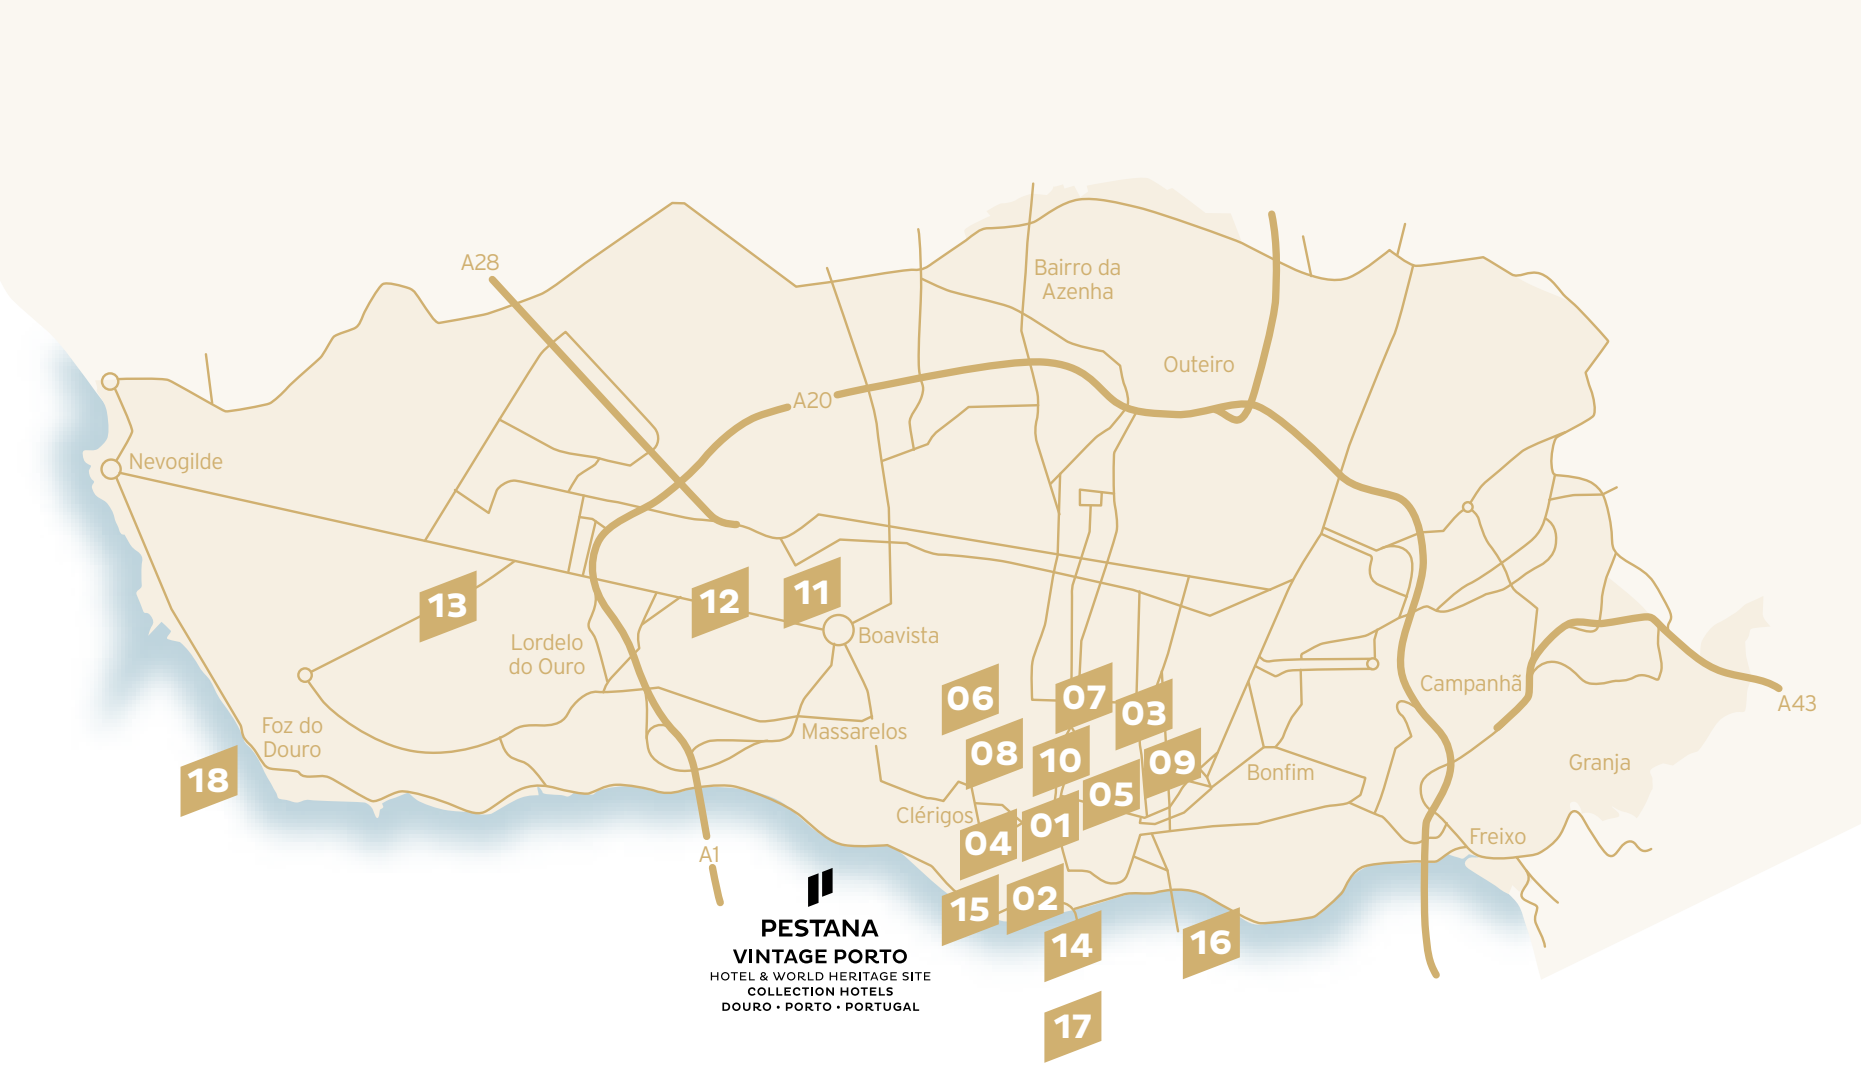 A28
Bairro da
Azenha
Outeiro
A20
Nevogilde
13
12
11
Lordelo
do Ouro
Boavista
06
07
03
Campanhã
A43
Foz do
Douro
Massarelos
08
10
09
Bonfim
Granja
18
05
Clérigos
01
04
Freixo
A1
15
02
14
16
17
PESTANA
VINTAGE PORTO
HOTEL & WORLD HERITAGE SITE
COLLECTION HOTELS
DOURO • PORTO • PORTUGAL